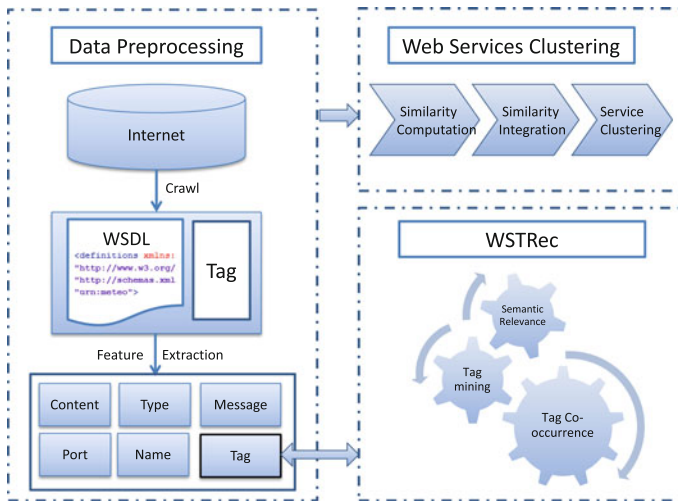 Data Preprocessing
Internet
Crawl
WSDL
<definitions xmlns:
"http://www.w3.org/
"http://schemas.xml
"urn:meteo">
Tag
Feature Extraction
Content Type Message
Port Name Tag
Web Services Clustering
Similarity
Computation
Similarity
Integration
Service
Clustering
WSTRec
Semantic
Relevance
Tag
mining
Tag Co-
occurrence